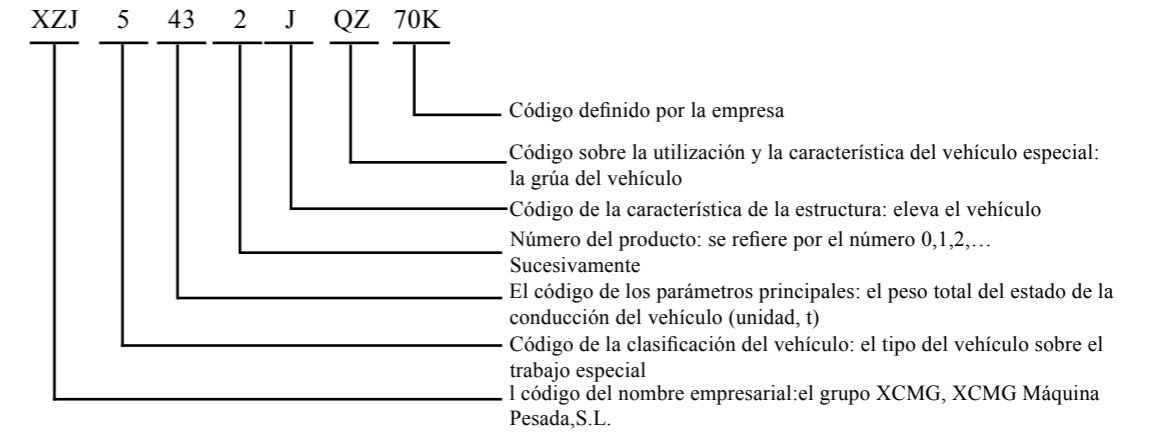 XZJ 5 43 2 J QZ 70K
Código definido por la empresa
Código sobre la utilización y la característica del vehículo especial:
la grúa del vehículo
Código de la característica de la estructura: eleva el vehículo
Número del producto: se refiere por el número 0,1,2,…
Sucesivamente
El código de los parámetros principales: el peso total del estado de la
conducción del vehículo (unidad, t)
Código de la clasificación del vehículo: el tipo del vehículo sobre el
trabajo especial
l código del nombre empresarial:el grupo XCMG, XCMG Máquina
Pesada,S.L.